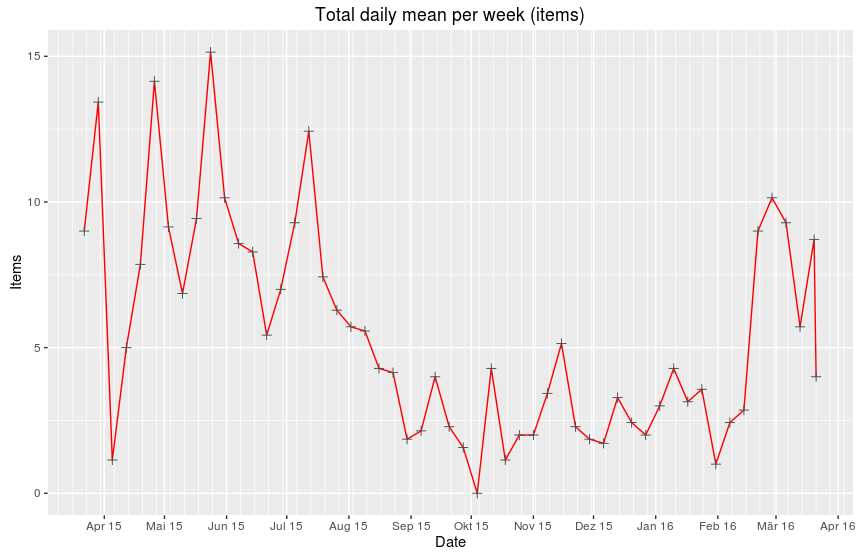 Total daily mean per week (items)
15
10
5
0
Items
Apr 15 Mai 15 Jun 15 Jul 15 Aug 15 Sep 15 Okt 15 Nov 15 Dez 15 Jan 16 Feb 16 Mär 16 Apr 16
Date